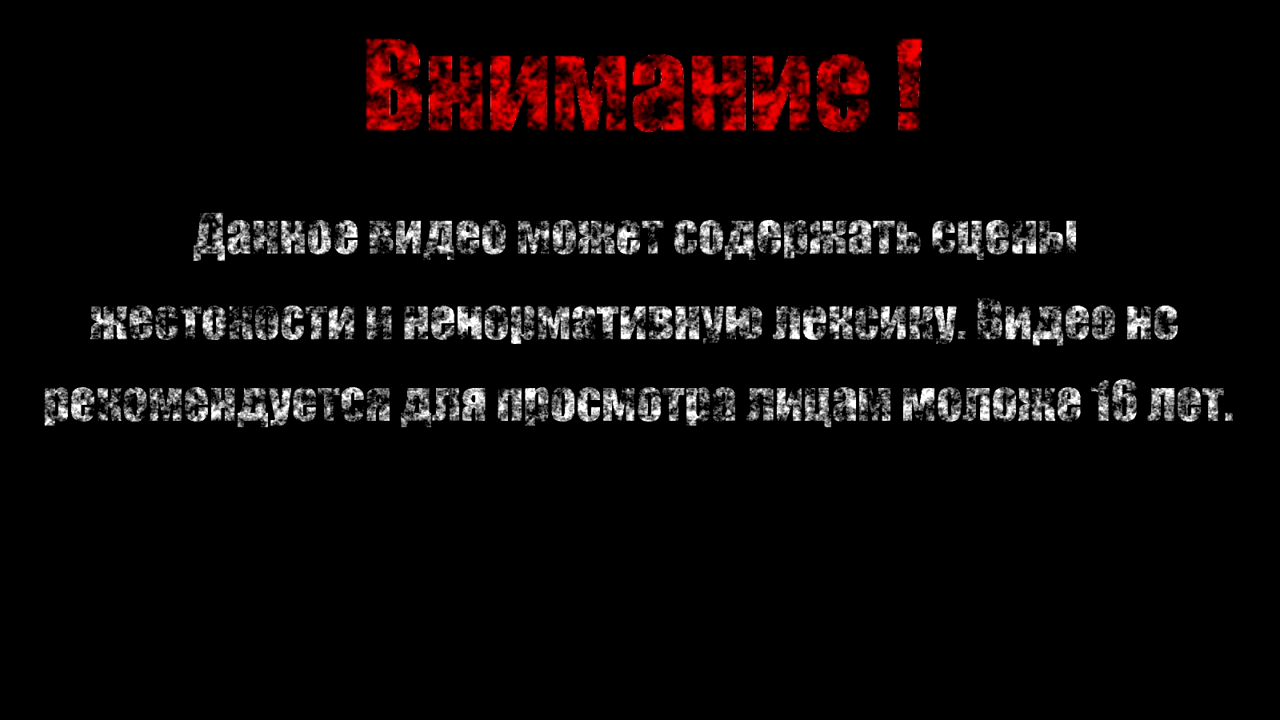 Внимание !
Данное видео может содержать сцены
жестокости и ненормативную лексику. Видео не
рекомендуется для просмотра лицам моложе 16 лет.